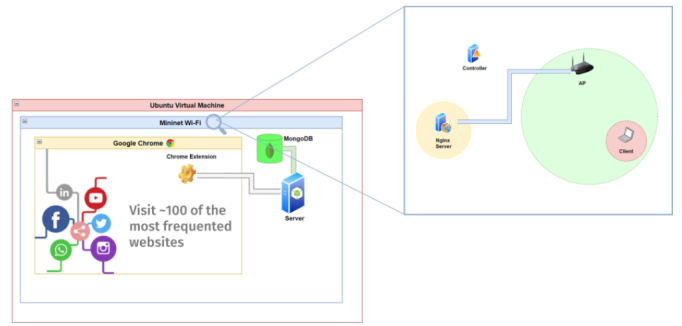 Controller
AP
Nginx
Server
Client
Ubuntu Virtual Machine
Mininet Wi-Fi
Google Chrome
MongoDB
Chrome Extension
Server
in
f
Visit ~100 of the
most frequented
websites